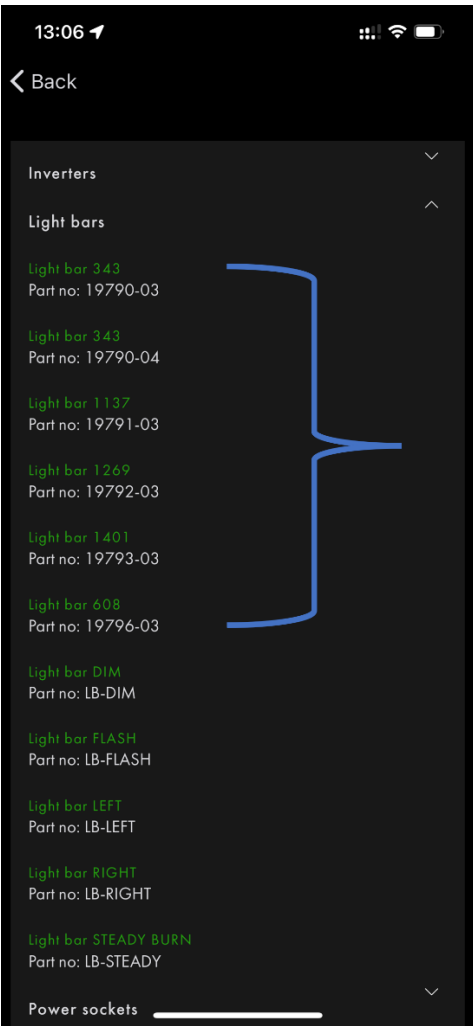 13:06
Back
Inverters
Light bars
Light bar 343
Part no: 19790-03
Light bar 343
Part no: 19790-04
Light bar 1137
Part no: 19791-03
Light bar 1269
Part no: 19792-03
Light bar 1401
Part no: 19793-03
Light bar 608
Part no: 19796-03
Light bar DIM
Part no: LB-DIM
Light bar FLASH
Part no: LB-FLASH
Light bar LEFT
Part no: LB-LEFT
Light bar RIGHT
Part no: LB-RIGHT
Light bar STEADY BURN
Part no: LB-STEADY
Power sockets